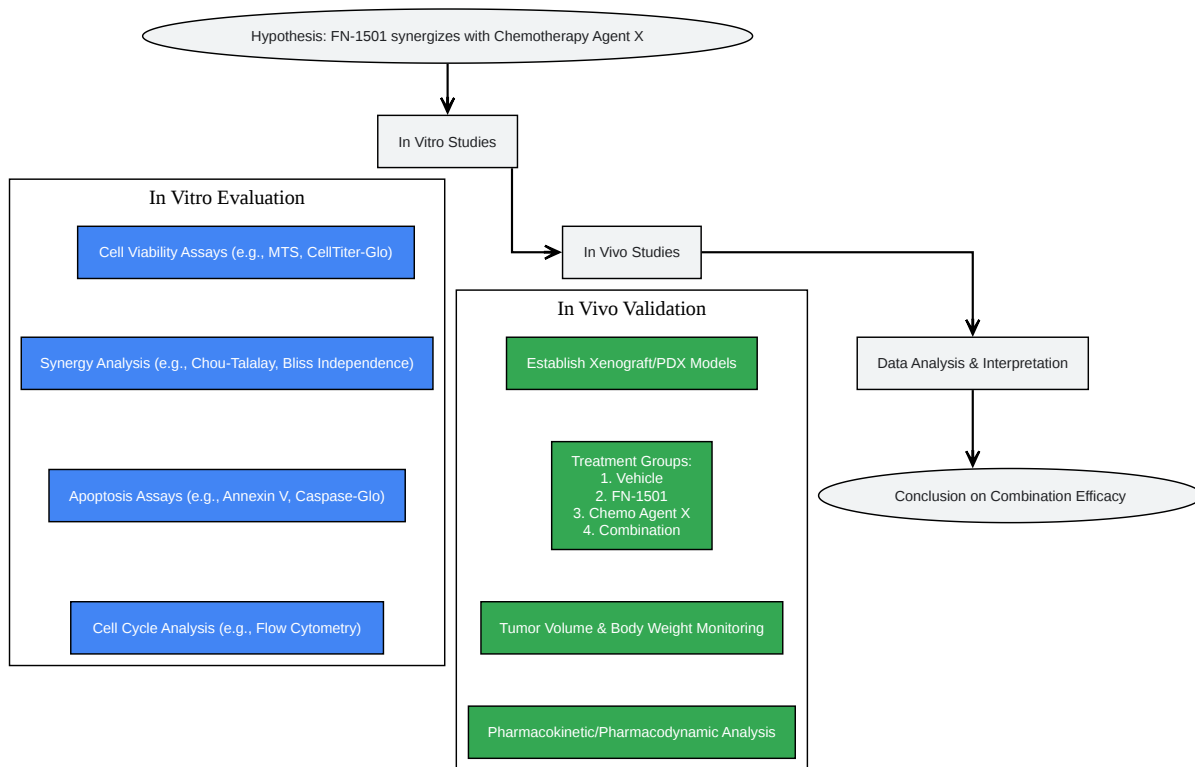 Hypothesis: FN-1501 synergizes with Chemotherapy Agent X
In Vitro Studies
In Vitro Evaluation
Cell Viability Assays (e.g., MTS, CellTiter-Glo)
Synergy Analysis (e.g., Chou-Talalay, Bliss Independence)
Apoptosis Assays (e.g., Annexin V, Caspase-Glo)
Cell Cycle Analysis (e.g., Flow Cytometry)
In Vivo Studies
In Vivo Validation
Establish Xenograft/PDX Models
Treatment Groups:
1. Vehicle
2. FN-1501
3. Chemo Agent X
4. Combination
Tumor Volume & Body Weight Monitoring
Pharmacokinetic/Pharmacodynamic Analysis
Data Analysis & Interpretation
Conclusion on Combination Efficacy